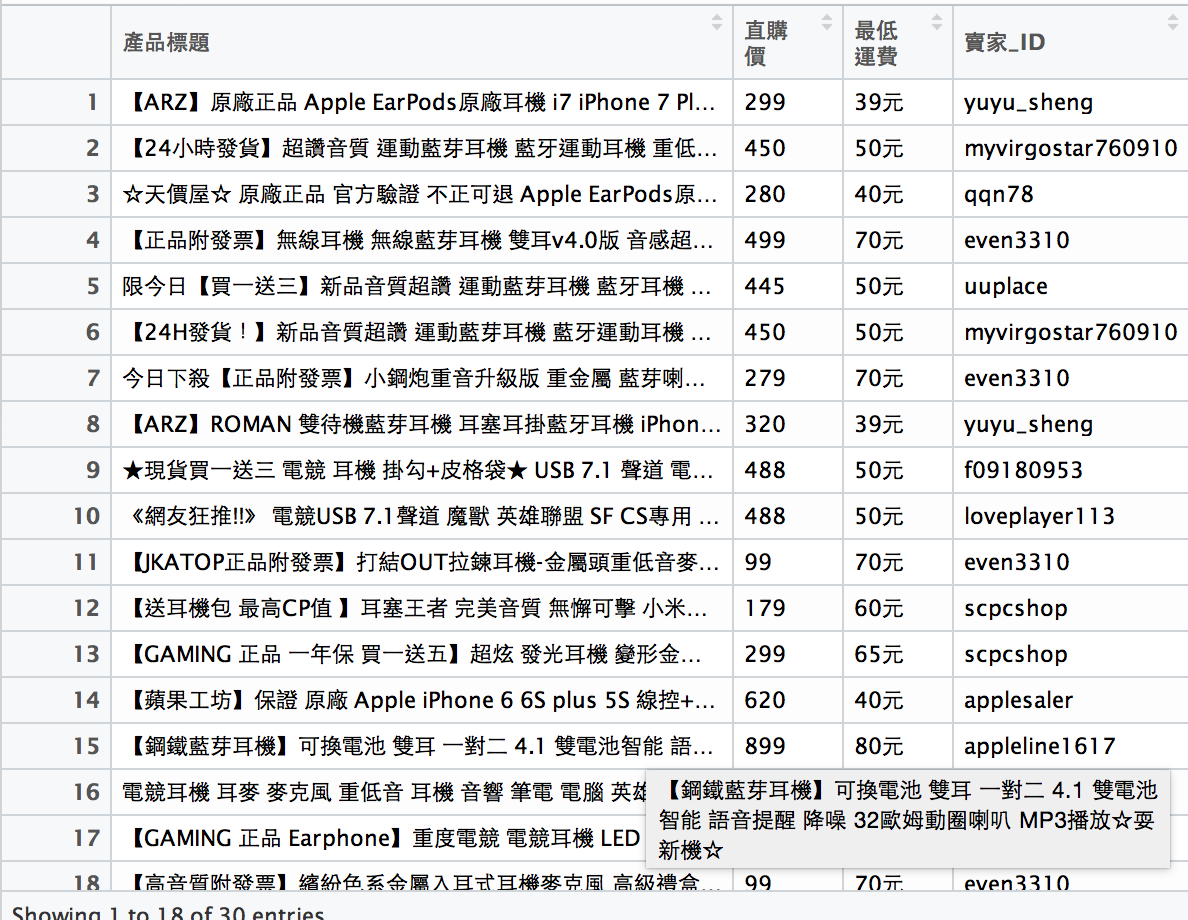 產品標題 直購價 最低運費 賣家_ID
1 【ARZ】原廠正品 Apple EarPods原廠耳機 i7 iPhone 7 Pl... 299 39元 yuyu_sheng
2 【24小時發貨】超讚音質 運動藍芽耳機 藍牙運動耳機 重低... 450 50元 myvirgostar760910
3 ☆天價屋☆ 原廠正品 官方驗證 不正可退 Apple EarPods原... 280 40元 qqn78
4 【正品附發票】無線耳機 無線藍芽耳機 雙耳v4.0版 音感超... 499 70元 even3310
5 限今日【買一送三】新品音質超讚 運動藍芽耳機 藍牙耳機 ... 445 50元 uuplace
6 【24H發貨！】新品音質超讚 運動藍芽耳機 藍牙運動耳機 ... 450 50元 myvirgostar760910
7 今日下殺【正品附發票】小鋼炮重音升級版 重金屬 藍芽喇... 279 70元 even3310
8 【ARZ】ROMAN 雙待機藍芽耳機 耳塞耳掛藍牙耳機 iPhon... 320 39元 yuyu_sheng
9 ★現貨買一送三 電競 耳機 掛勾+皮格袋★ USB 7.1 聲道 電... 488 50元 f09180953
10 《網友狂推!!》 電競USB 7.1聲道 魔獸 英雄聯盟 SF CS專用 ... 488 50元 loveplayer113
11 【JKATOP正品附發票】打結OUT拉鍊耳機-金屬頭重低音麥... 99 70元 even3310
12 【送耳機包 最高CP值 】耳塞王者 完美音質 無懈可擊 小米... 179 60元 scpcshop
13 【GAMING 正品 一年保 買一送五】超炫 發光耳機 變形金... 299 65元 scpcshop
14 【蘋果工坊】保證 原廠 Apple iPhone 6 6S plus 5S 線控+... 620 40元 applesaler
15 【鋼鐵藍芽耳機】可換電池 雙耳 一對二 4.1 雙電池智能 語... 899 80元 appleline1617
16 電競耳機 耳麥 麥克風 重低音 耳機 音響 筆電 電腦 英雄
【鋼鐵藍芽耳機】可換電池 雙耳 一對二 4.1 雙電池
智能 語音提醒 降噪 32歐姆動圈喇叭 MP3播放☆耍
新機☆
17 【GAMING 正品 Earphone】重度電競 電競耳機 LED
18 【高音質附發票】繽紛色系金屬入耳式耳機麥克風 高級禮盒... 99 70元 even3310
Showing 1 to 18 of 30 entries